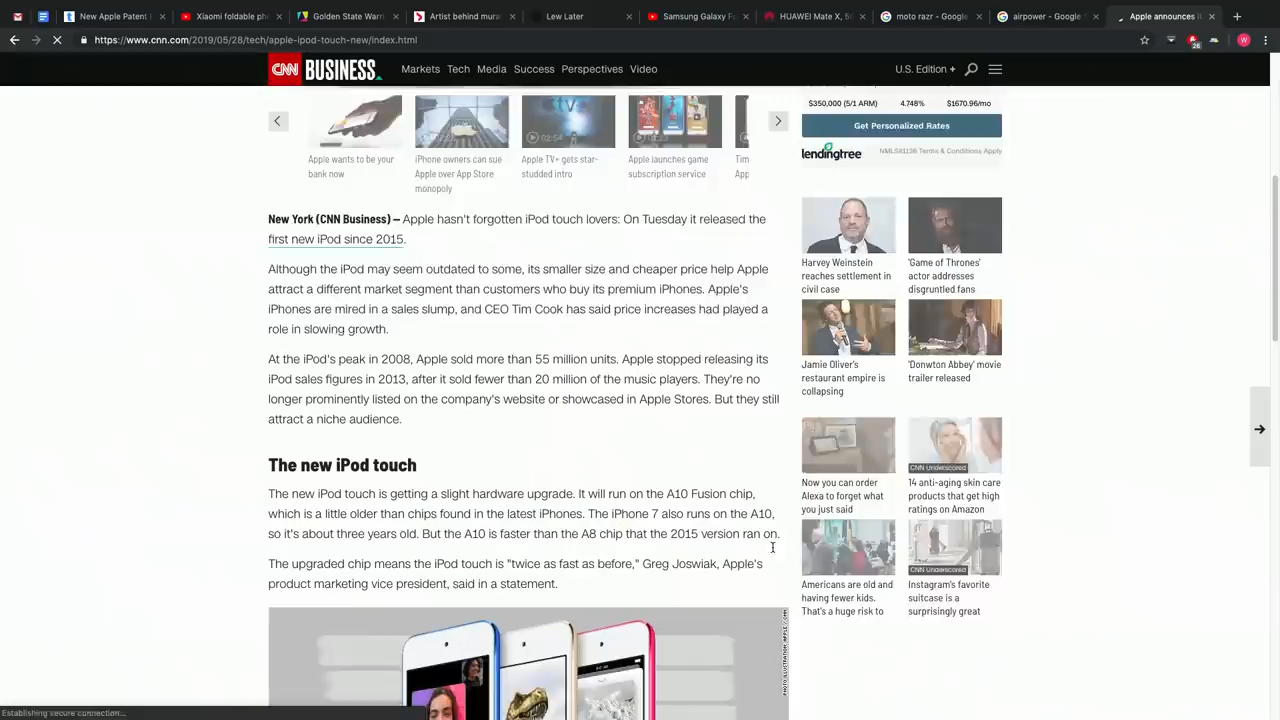 New Apple Patent
Xiaomi foldable ph
Golden State Warri
Artist behind mura
Lew Later
Samsung Galaxy Fo
HUAWEI Mate X, 5G
moto razr - Google
airpower - Google S
Apple announces it
https://www.cnn.com/2019/05/28/tech/apple-ipod-touch-new/index.html
26
W
CNN BUSINESS
Markets Tech Media Success Perspectives Video
U.S. Edition +
$350,000 (5/1 ARM) 4.748% $1670.96/mo
Get Personalized Rates
lendingtree
NMLS#1136 Terms & Conditions Apply
02:54
Apple wants to be your
bank now
iPhone owners can sue
Apple over App Store
monopoly
Apple TV+ gets star-
studded intro
Apple launches game
subscription service
Tim
App
New York (CNN Business) — Apple hasn't forgotten iPod touch lovers: On Tuesday it released the
first new iPod since 2015.
Although the iPod may seem outdated to some, its smaller size and cheaper price help Apple
attract a different market segment than customers who buy its premium iPhones. Apple's
iPhones are mired in a sales slump, and CEO Tim Cook has said price increases had played a
role in slowing growth.
At the iPod's peak in 2008, Apple sold more than 55 million units. Apple stopped releasing its
iPod sales figures in 2013, after it sold fewer than 20 million of the music players. They're no
longer prominently listed on the company's website or showcased in Apple Stores. But they still
attract a niche audience.
The new iPod touch
The new iPod touch is getting a slight hardware upgrade. It will run on the A10 Fusion chip,
which is a little older than chips found in the latest iPhones. The iPhone 7 also runs on the A10,
so it's about three years old. But the A10 is faster than the A8 chip that the 2015 version ran on.
The upgraded chip means the iPod touch is "twice as fast as before," Greg Joswiak, Apple's
product marketing vice president, said in a statement.
PHOTO ILLUSTRATION: APPLE/CNN
Harvey Weinstein
reaches settlement in
civil case
'Game of Thrones'
actor addresses
disgruntled fans
Jamie Oliver's
restaurant empire is
collapsing
'Donwton Abbey' movie
trailer released
Now you can order
Alexa to forget what
you just said
CNN Underscored
14 anti-aging skin care
products that get high
ratings on Amazon
Americans are old and
having fewer kids.
That's a huge risk to
CNN Underscored
Instagram's favorite
suitcase is a
surprisingly great
Establishing secure connection...